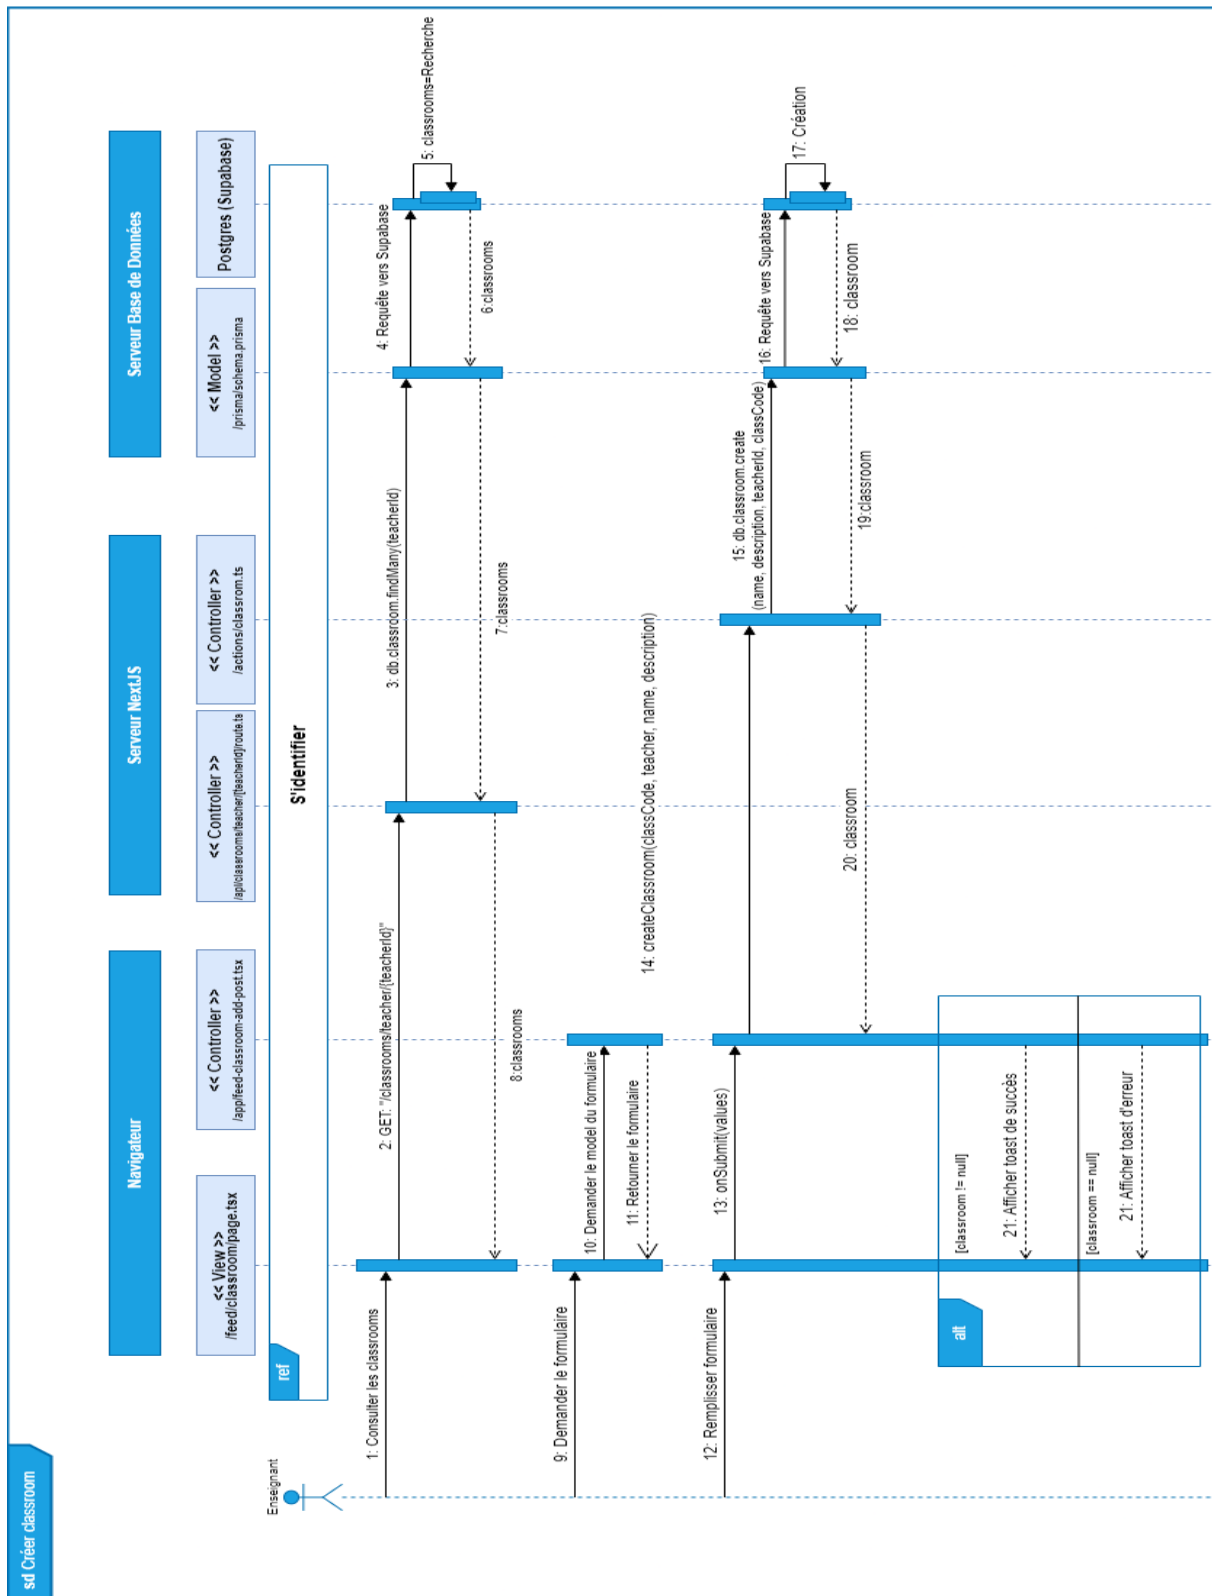 sd Créer classroom
Navigateur
Serveur NextJS
Serveur Base de Données
<< View >>
/feed/classroom/page.tsx
<< Controller >>
/app/feed-classroom-add-post.tsx
<< Controller >>
/api/classrooms/teacher/[teacherId]/route.ts
<< Controller >>
/actions/classrom.ts
<< Model >>
/prisma/schema.prisma
Postgres (Supabase)
Enseignant
ref
S'identifier
1: Consulter les classrooms
2: GET: "/classrooms/teacher/{teacherId}"
3: db.classroom.findMany(teacherId)
4: Requête vers Supabase
5: classrooms=Recherche
6:classrooms
7:classrooms
8:classrooms
9: Demander le formulaire
10: Demander le model du formulaire
11: Retourner le formulaire
12: Remplisser formulaire
13: onSubmit(values)
14: createClassroom(classCode, teacher, name, description)
15: db.classroom.create
(name, description, teacherId, classCode)
16: Requête vers Supabase
17: Création
18: classroom
19:classroom
20: classroom
alt
[classroom != null]
21: Afficher toast de succès
[classroom == null]
21: Afficher toast d'erreur